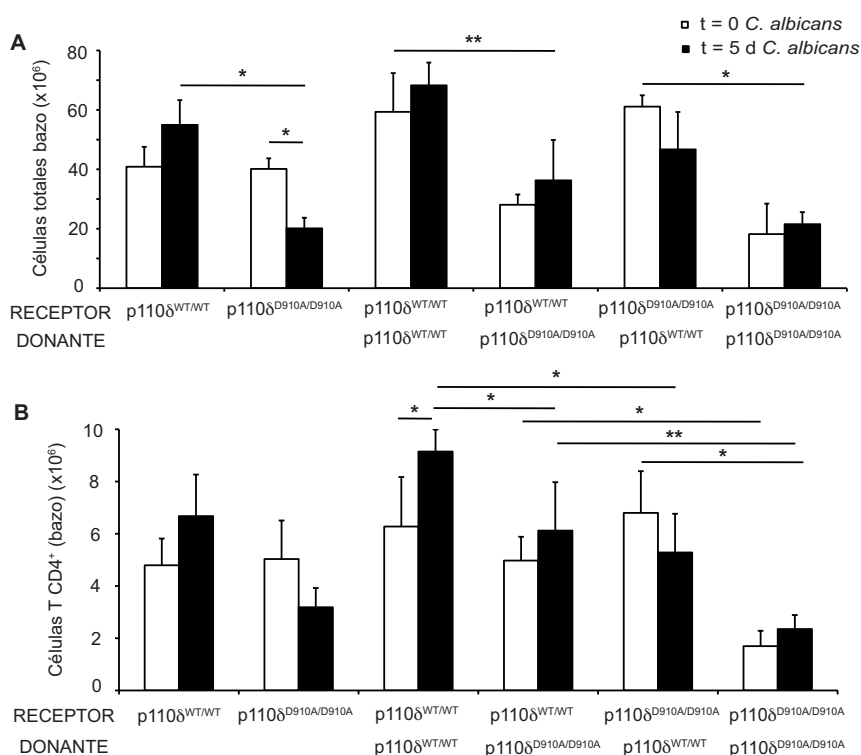 t = 0 C. albicans
t = 5 d C. albicans
A
Células totales bazo (x10⁶)
80
60
40
20
0
*
*
**
*
RECEPTOR p110δᵂᵀ/ᵂᵀ p110δD910A/D910A p110δWT/WT p110δWT/WT p110δD910A/D910A p110δD910A/D910A
DONANTE p110δWT/WT p110δD910A/D910A p110δWT/WT p110δD910A/D910A
B
Células T CD4⁺ (bazo) (x10⁶)
10
8
6
4
2
0
*
*
*
*
**
*
RECEPTOR p110δWT/WT p110δD910A/D910A p110δWT/WT p110δWT/WT p110δD910A/D910A p110δD910A/D910A
DONANTE p110δWT/WT p110δD910A/D910A p110δWT/WT p110δD910A/D910A